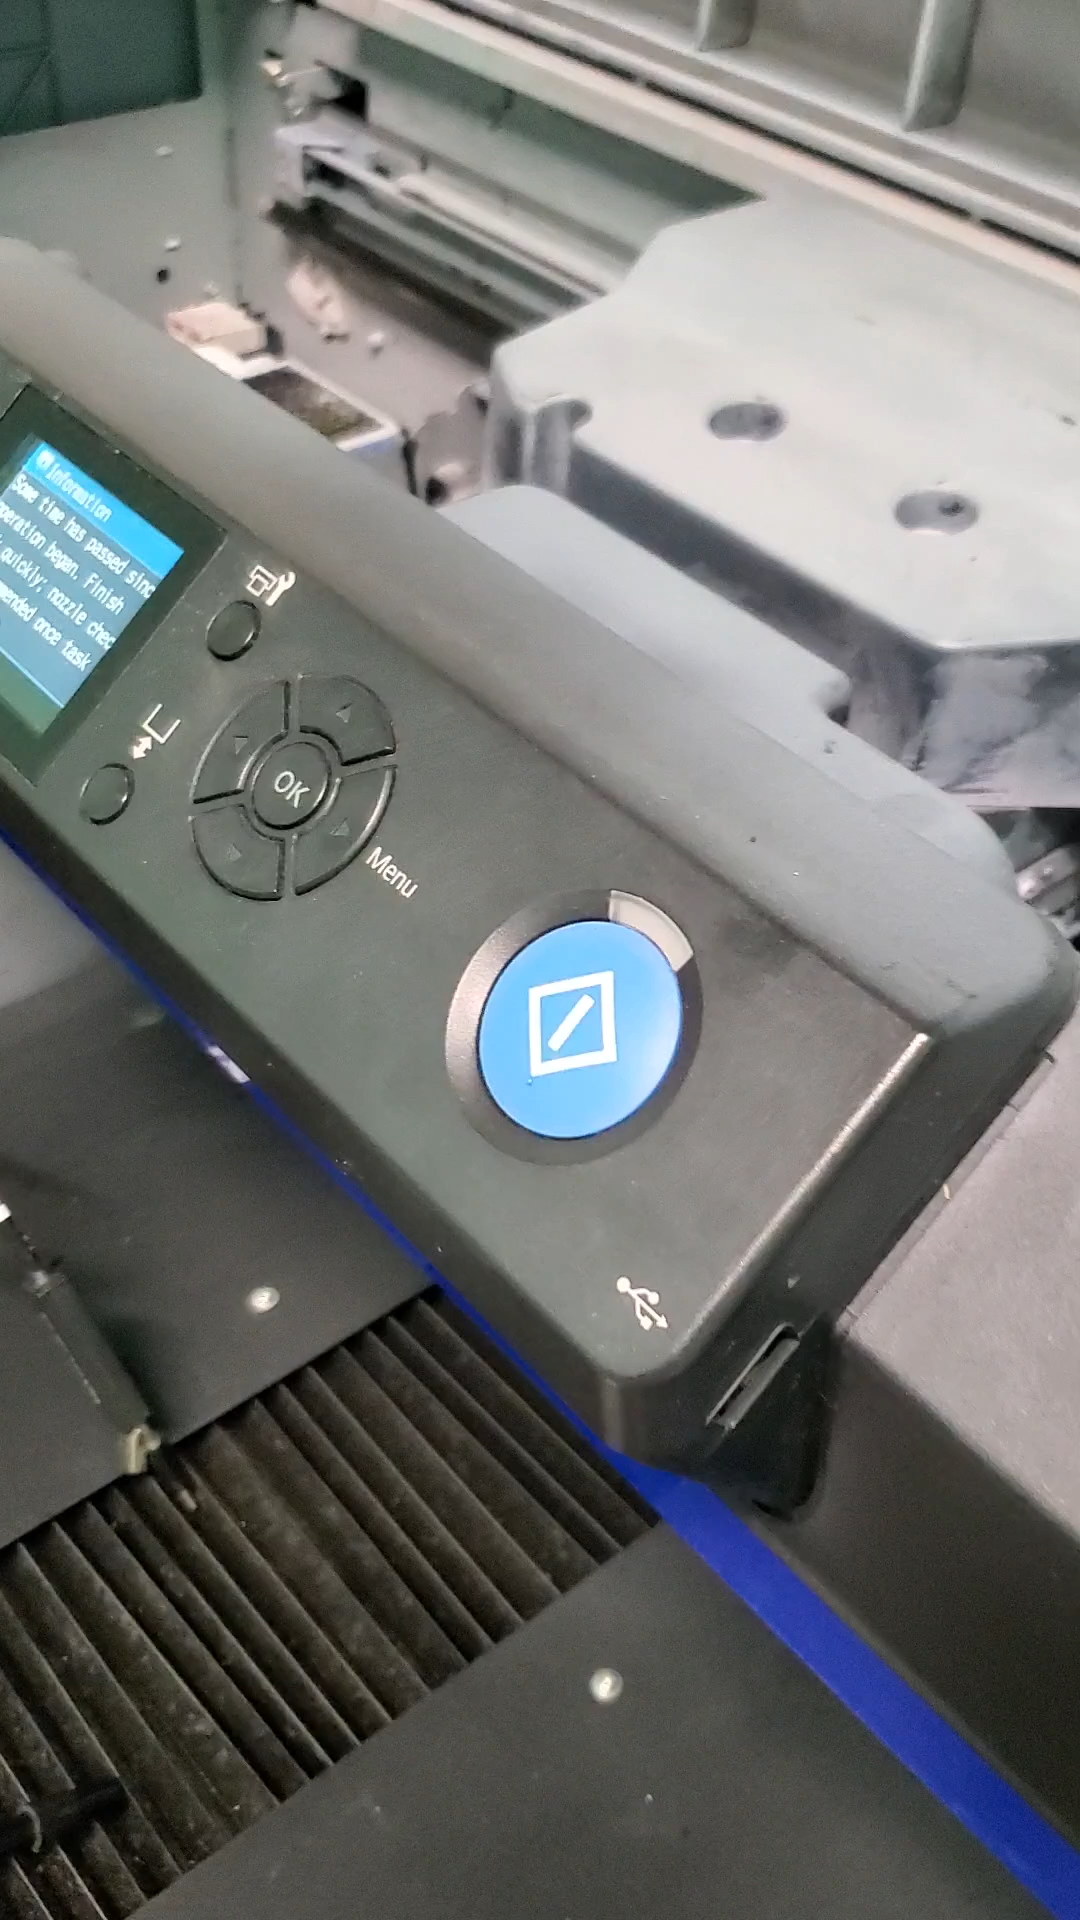 Information
Some time has passed sinc
operation began. Finish
quickly; nozzle chec
mended once task
OK
Menu